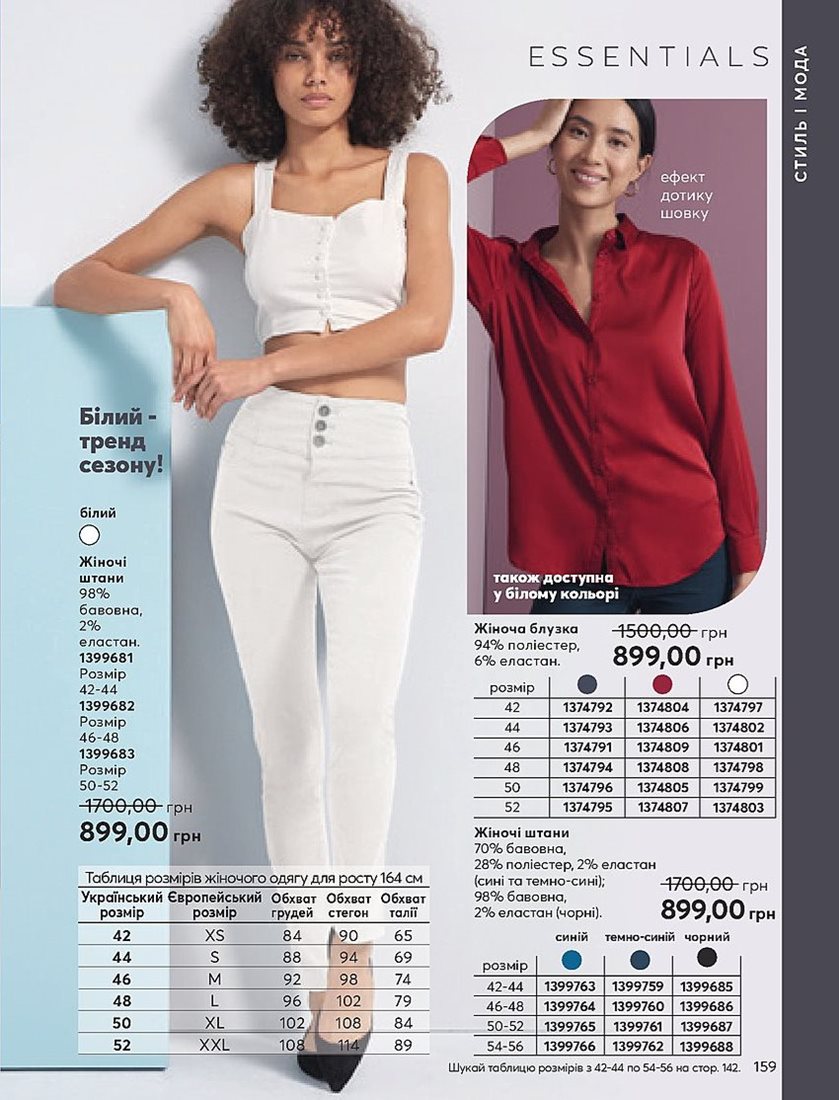 ESSENTIALS
СТИЛЬ | МОДА
ефект
дотику
шовку
Білий -
тренд
сезону!
білий
Жіночі
штани
98%
бавовна,
2%
еластан.
1399681
Розмір
42-44
1399682
Розмір
46-48
1399683
Розмір
50-52
1700,00 грн
899,00 грн
Таблиця розмірів жіночого одягу для росту 164 см
Український розмір Європейський розмір Обхват грудей Обхват стегон Обхват талії
42 XS 84 90 65
44 S 88 94 69
46 M 92 98 74
48 L 96 102 79
50 XL 102 108 84
52 XXL 108 114 89
також доступна
у білому кольорі
Жіноча блузка
94% поліестер,
6% еластан.
1500,00 грн
899,00 грн
розмір
42 1374792 1374804 1374797
44 1374793 1374806 1374802
46 1374791 1374809 1374801
48 1374794 1374808 1374798
50 1374796 1374805 1374799
52 1374795 1374807 1374803
Жіночі штани
70% бавовна,
28% поліестер, 2% еластан
(сині та темно-сині);
98% бавовна,
2% еластан (чорні).
1700,00 грн
899,00 грн
синій темно-синій чорний
розмір
42-44 1399763 1399759 1399685
46-48 1399764 1399760 1399686
50-52 1399765 1399761 1399687
54-56 1399766 1399762 1399688
Шукай таблицю розмірів з 42-44 по 54-56 на стор. 142.
159